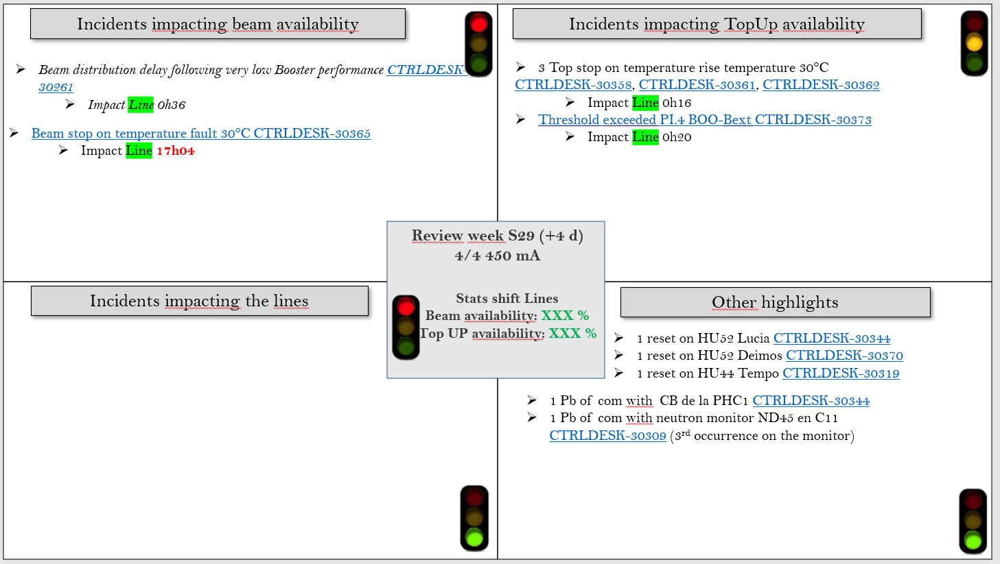 Incidents impacting beam availability
Beam distribution delay following very low Booster performance CTRLDESK-
30261
Impact Line 0h36
Beam stop on temperature fault 30°C CTRLDESK-30365
Impact Line 17h04
Incidents impacting TopUp availability
3 Top stop on temperature rise temperature 30°C
CTRLDESK-30358, CTRLDESK-30361, CTRLDESK-30362
Impact Line 0h16
Threshold exceeded PI.4 BOO-Bext CTRLDESK-30373
Impact Line 0h20
Review week S29 (+4 d)
4/4 450 mA
Stats shift Lines
Beam availability: XXX %
Top UP availability: XXX %
Incidents impacting the lines
Other highlights
1 reset on HU52 Lucia CTRLDESK-30344
1 reset on HU52 Deimos CTRLDESK-30370
1 reset on HU44 Tempo CTRLDESK-30319
1 Pb of com with CB de la PHC1 CTRLDESK-30344
1 Pb of com with neutron monitor ND45 en C11
CTRLDESK-30309 (3rd occurrence on the monitor)